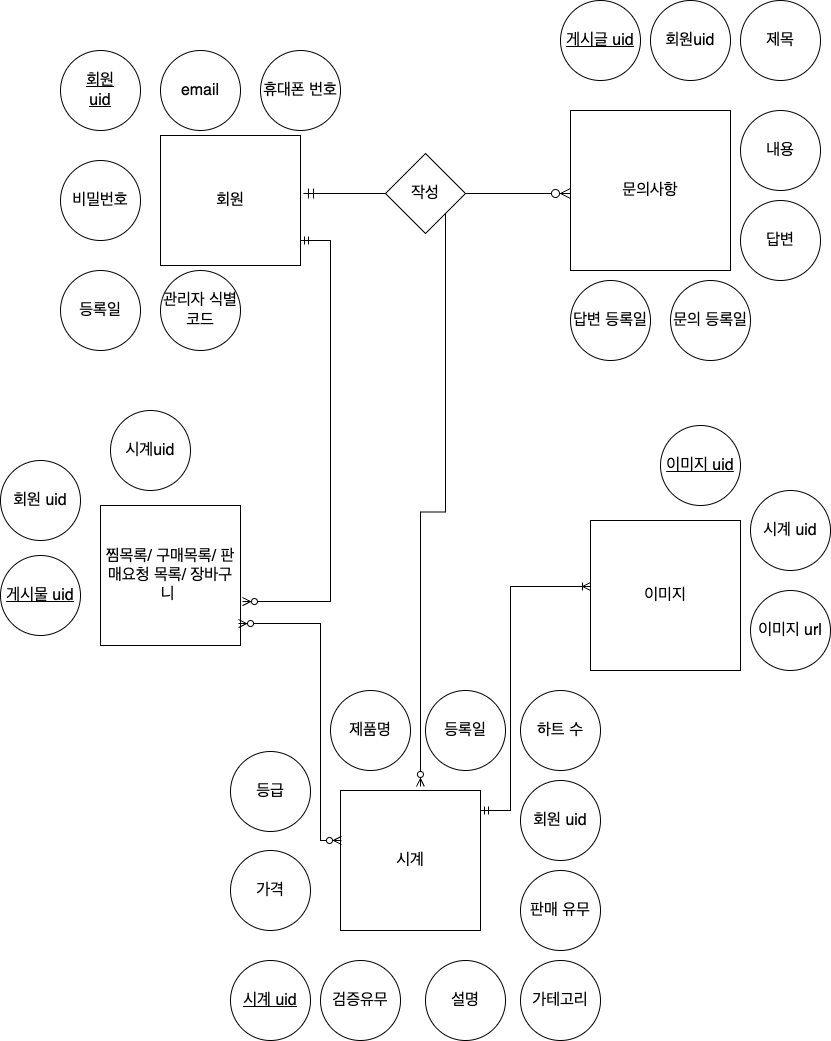 게시글 uid
회원uid
제목
회원
uid
email
휴대폰 번호
내용
비밀번호
회원
작성
문의사항
답변
등록일
관리자 식별
코드
답변 등록일
문의 등록일
시계uid
이미지 uid
회원 uid
시계 uid
찜목록/ 구매목록/ 판
매요청 목록/ 장바구
니
게시물 uid
이미지
이미지 url
제품명
등록일
하트 수
등급
회원 uid
시계
가격
판매 유무
시계 uid
검증유무
설명
가테고리